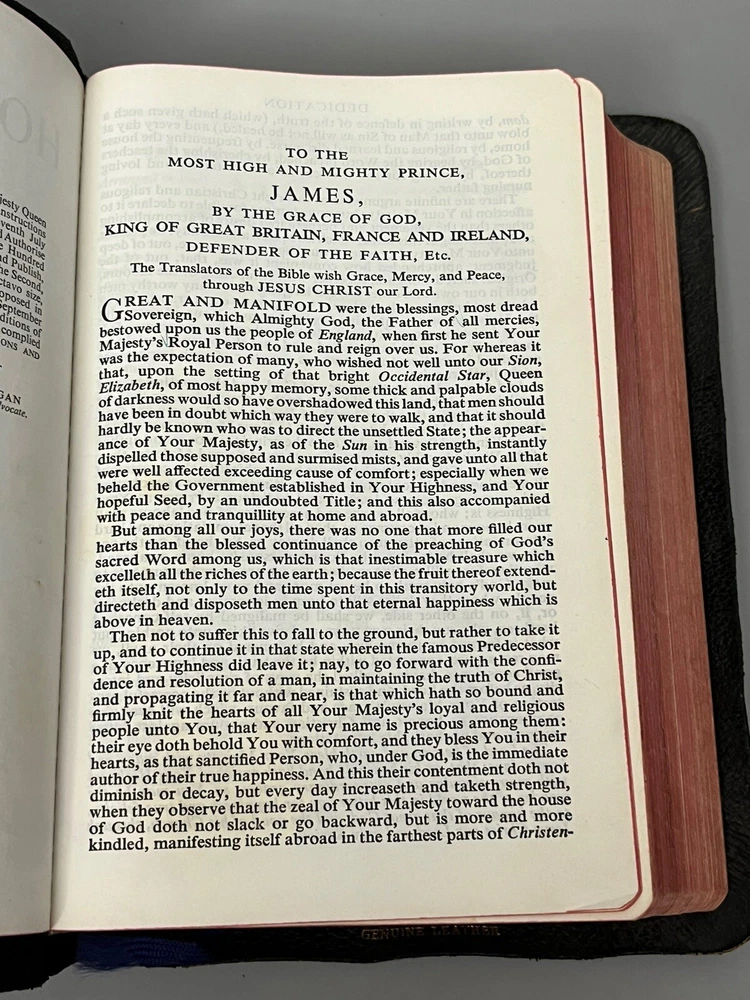 HO
jesty Queen
nstructions
venth July
Authorise
e Hundred
d Publish,
he Second,
ctavo size,
oposed in
September
ditions of
complied
ONS AND
GAN
dvocate.
TO THE
MOST HIGH AND MIGHTY PRINCE,
JAMES,
BY THE GRACE OF GOD,
KING OF GREAT BRITAIN, FRANCE AND IRELAND,
DEFENDER OF THE FAITH, Etc.
The Translators of the Bible wish Grace, Mercy, and Peace,
through JESUS CHRIST our Lord.
GREAT AND MANIFOLD were the blessings, most dread
Sovereign, which Almighty God, the Father of all mercies,
bestowed upon us the people of England, when first he sent Your
Majesty's Royal Person to rule and reign over us. For whereas it
was the expectation of many, who wished not well unto our Sion,
that, upon the setting of that bright Occidental Star, Queen
Elizabeth, of most happy memory, some thick and palpable clouds
of darkness would so have overshadowed this land, that men should
have been in doubt which way they were to walk, and that it should
hardly be known who was to direct the unsettled State; the appear-
ance of Your Majesty, as of the Sun in his strength, instantly
dispelled those supposed and surmised mists, and gave unto all that
were well affected exceeding cause of comfort; especially when we
beheld the Government established in Your Highness, and Your
hopeful Seed, by an undoubted Title; and this also accompanied
with peace and tranquillity at home and abroad.
But among all our joys, there was no one that more filled our
hearts than the blessed continuance of the preaching of God's
sacred Word among us, which is that inestimable treasure which
excelleth all the riches of the earth; because the fruit thereof extend-
eth itself, not only to the time spent in this transitory world, but
directeth and disposeth men unto that eternal happiness which is
above in heaven.
Then not to suffer this to fall to the ground, but rather to take it
up, and to continue it in that state wherein the famous Predecessor
of Your Highness did leave it; nay, to go forward with the confi-
dence and resolution of a man, in maintaining the truth of Christ,
and propagating it far and near, is that which hath so bound and
firmly knit the hearts of all Your Majesty's loyal and religious
people unto You, that Your very name is precious among them:
their eye doth behold You with comfort, and they bless You in their
hearts, as that sanctified Person, who, under God, is the immediate
author of their true happiness. And this their contentment doth not
diminish or decay, but every day increaseth and taketh strength,
when they observe that the zeal of Your Majesty toward the house
of God doth not slack or go backward, but is more and more
kindled, manifesting itself abroad in the farthest parts of Christen-
GENUINE LEATHER